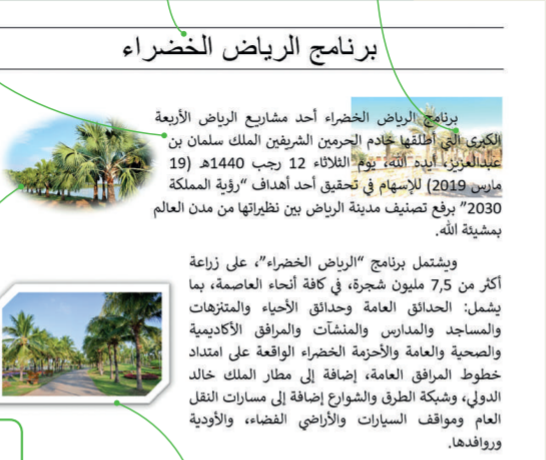 برنامج الرياض الخضراء
برنامج الرياض الخضراء أحد مشاريع الرياض الأربعة
الكبرى التي أطلقها خادم الحرمين الشريفين الملك سلمان بن
عبدالعزيز، أيده الله، يوم الثلاثاء 12 رجب 1440هـ (19
مارس 2019) للإسهام في تحقيق أحد أهداف "رؤية المملكة
2030" برفع تصنيف مدينة الرياض بين نظيراتها من مدن العالم
بمشيئة الله.
ويشتمل برنامج "الرياض الخضراء"، على زراعة
أكثر من 7,5 مليون شجرة، في كافة أنحاء العاصمة، بما
يشمل: الحدائق العامة وحدائق الأحياء والمتنزهات
والمساجد والمدارس والمنشآت والمرافق الأكاديمية
والصحية والعامة والأحزمة الخضراء الواقعة على امتداد
خطوط المرافق العامة، إضافة إلى مطار الملك خالد
الدولي، وشبكة الطرق والشوارع إضافة إلى مسارات النقل
العام ومواقف السيارات والأراضي الفضاء، والأودية
وروافدها.